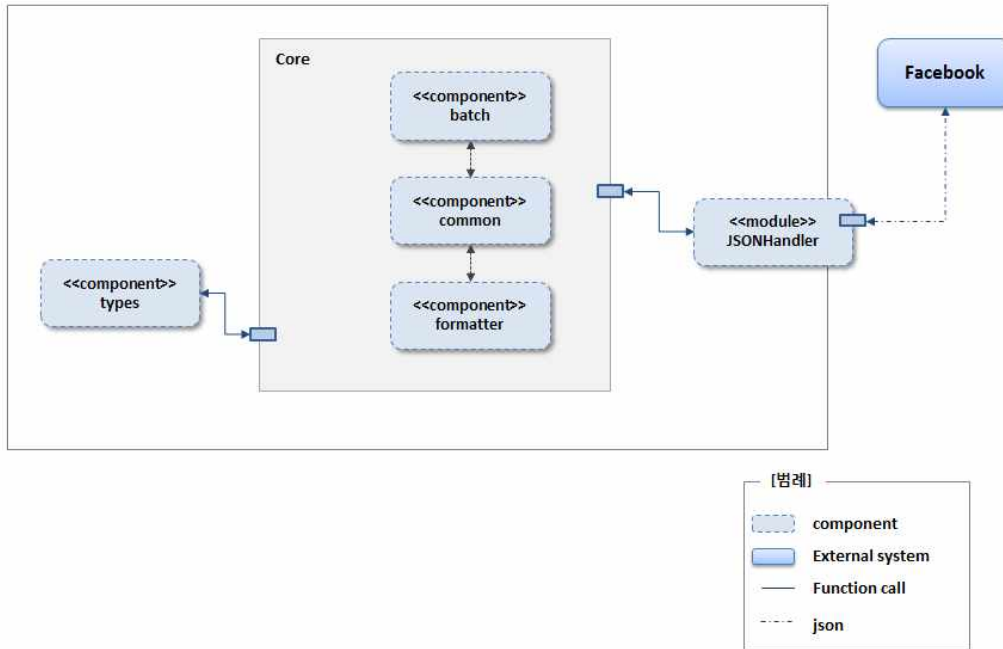 Core
<<component>>
batch
<<component>>
common
<<component>>
formatter
<<component>>
types
<<module>>
JSONHandler
Facebook
[범례]
component
External system
Function call
json